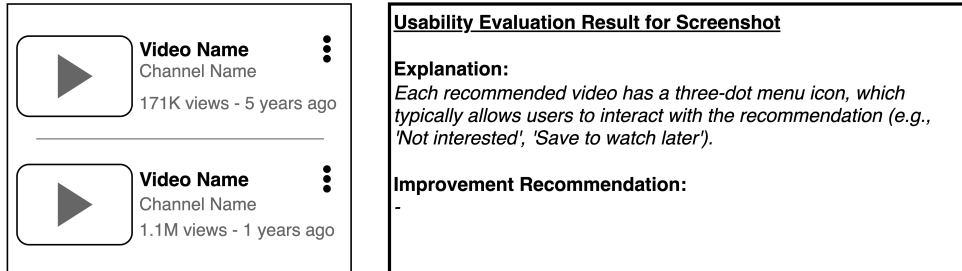 Video Name
Channel Name
171K views - 5 years ago
Video Name
Channel Name
1.1M views - 1 years ago
Usability Evaluation Result for Screenshot
Explanation:
Each recommended video has a three-dot menu icon, which
typically allows users to interact with the recommendation (e.g.,
'Not interested', 'Save to watch later').
Improvement Recommendation:
-